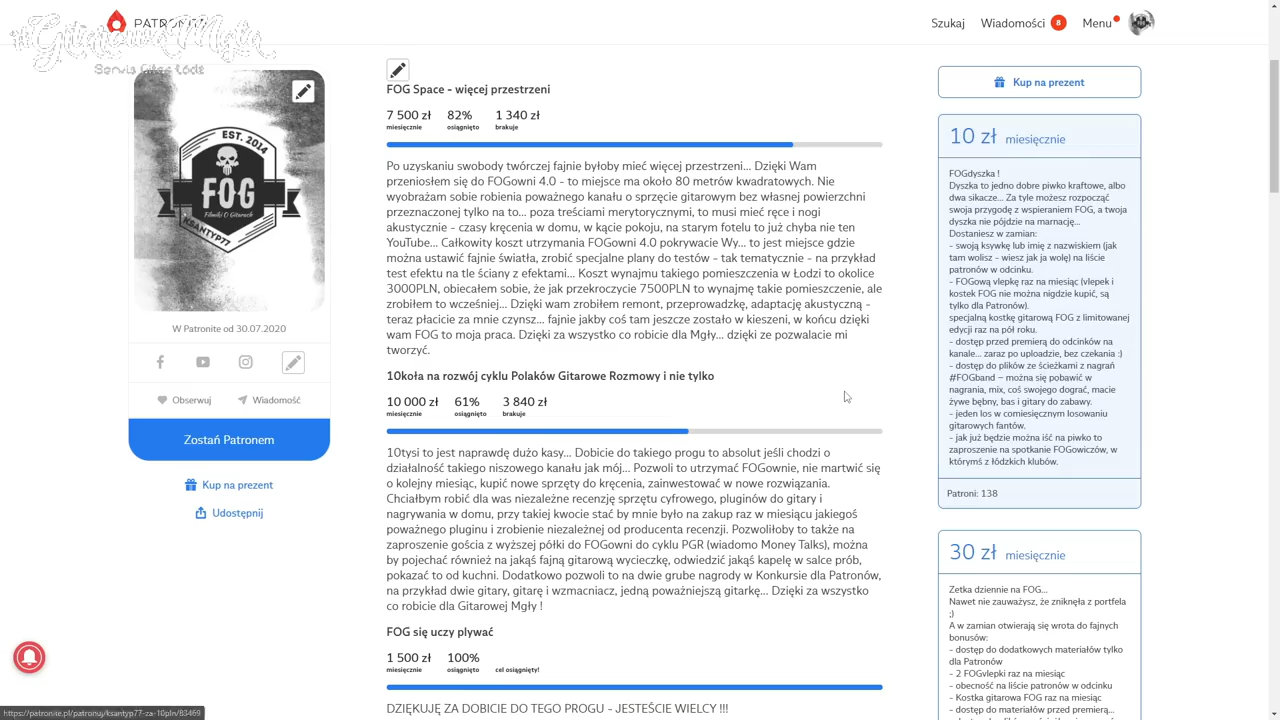 PATRONITE
Gitarowa Mgła
Serwis Gitar Łódź
Szukaj
Wiadomości
8
Menu
EST. 2014
FOG
Filmiki O Gitarach
KSANTYP77
W Patronite od 30.07.2020
Obserwuj
Wiadomość
Zostań Patronem
Kup na prezent
Udostępnij
FOG Space - więcej przestrzeni
7 500 zł 82% 1 340 zł
miesięcznie osiągnięto brakuje
Po uzyskaniu swobody twórczej fajnie byłoby mieć więcej przestrzeni... Dzięki Wam
przeniosłem się do FOGowni 4.0 - to miejsce ma około 80 metrów kwadratowych. Nie
wyobrażam sobie robienia poważnego kanału o sprzęcie gitarowym bez własnej powierzchni
przeznaczonej tylko na to... poza treściami merytorycznymi, to musi mieć ręce i nogi
akustycznie - czasy kręcenia w domu, w kącie pokoju, na starym fotelu to już chyba nie ten
YouTube... Całkowity koszt utrzymania FOGowni 4.0 pokrywacie Wy... to jest miejsce gdzie
można ustawić fajnie światła, zrobić specjalne plany do testów - tak tematycznie - na przykład
test efektu na tle ściany z efektami... Koszt wynajmu takiego pomieszczenia w Łodzi to okolice
3000PLN, obiecałem sobie, że jak przekroczycie 7500PLN to wynajmę takie pomieszczenie, ale
zrobiłem to wcześniej... Dzięki wam zrobiłem remont, przeprowadzkę, adaptację akustyczną -
teraz płacicie za mnie czynsz... fajnie jakby coś tam jeszcze zostało w kieszeni, w końcu dzięki
wam FOG to moja praca. Dzięki za wszystko co robicie dla Mgły... dzięki ze pozwalacie mi
tworzyć.
10koła na rozwój cyklu Polaków Gitarowe Rozmowy i nie tylko
10 000 zł 61% 3 840 zł
miesięcznie osiągnięto brakuje
10tysi to jest naprawdę dużo kasy... Dobicie do takiego progu to absolut jeśli chodzi o
działalność takiego niszowego kanału jak mój... Pozwoli to utrzymać FOGownie, nie martwić się
o kolejny miesiąc, kupić nowe sprzęty do kręcenia, zainwestować w nowe rozwiązania.
Chciałbym robić dla was niezależne recenzję sprzętu cyfrowego, pluginów do gitary i
nagrywania w domu, przy takiej kwocie stać by mnie było na zakup raz w miesiącu jakiegoś
poważnego pluginu i zrobienie niezależnej od producenta recenzji. Pozwoliłoby to także na
zaproszenie gościa z wyższej półki do FOGowni do cyklu PGR (wiadomo Money Talks), można
by pojechać również na jakąś fajną gitarową wycieczkę, odwiedzić jakąś kapelę w salce prób,
pokazać to od kuchni. Dodatkowo pozwoli to na dwie grube nagrody w Konkursie dla Patronów,
na przykład dwie gitary, gitarę i wzmacniacz, jedną poważniejszą gitarkę... Dzięki za wszystko
co robicie dla Gitarowej Mgły !
FOG się uczy plywać
1 500 zł 100%
miesięcznie osiągnięto cel osiągnięty!
DZIĘKUJĘ ZA DOBICIE DO TEGO PROGU - JESTEŚCIE WIELCY !!!
Kup na prezent
10 zł miesięcznie
FOGdyszka !
Dyszka to jedno dobre piwko kraftowe, albo
dwa sikacze... Za tyle możesz rozpocząć
swoja przygodę z wspieraniem FOG, a twoja
dyszka nie pójdzie na marnację...
Dostaniesz w zamian:
- swoją ksywkę lub imię z nazwiskiem (jak
tam wolisz - wiesz jak ja wolę) na liście
patronów w odcinku.
- FOGową vlepkę raz na miesiąc (vlepek i
kostek FOG nie można nigdzie kupić, są
tylko dla Patronów).
specjalną kostkę gitarową FOG z limitowanej
edycji raz na pół roku.
- dostęp przed premierą do odcinków na
kanale... zaraz po uploadzie, bez czekania :)
- dostęp do plików ze ścieżkami z nagrań
#FOGband – można się pobawić w
nagrania, mix, coś swojego dograć, macie
żywe bębny, bas i gitary do zabawy.
- jeden los w comiesięcznym losowaniu
gitarowych fantów.
- jak już będzie można iść na piwko to
zaproszenie na spotkanie FOGowiczów, w
którymś z łódzkich klubów.
Patroni: 138
30 zł miesięcznie
Zetka dziennie na FOG...
Nawet nie zauważysz, że zniknęła z portfela
;)
A w zamian otwierają się wrota do fajnych
bonusów:
- dostęp do dodatkowych materiałów tylko
dla Patronów
- 2 FOGvlepki raz na miesiąc
- obecność na liście patronów w odcinku
- Kostka gitarowa FOG raz na miesiąc
- dostęp do materiałów przed premierą...
https://patronite.pl/patronuj/ksantyp77-za-10pln/83469